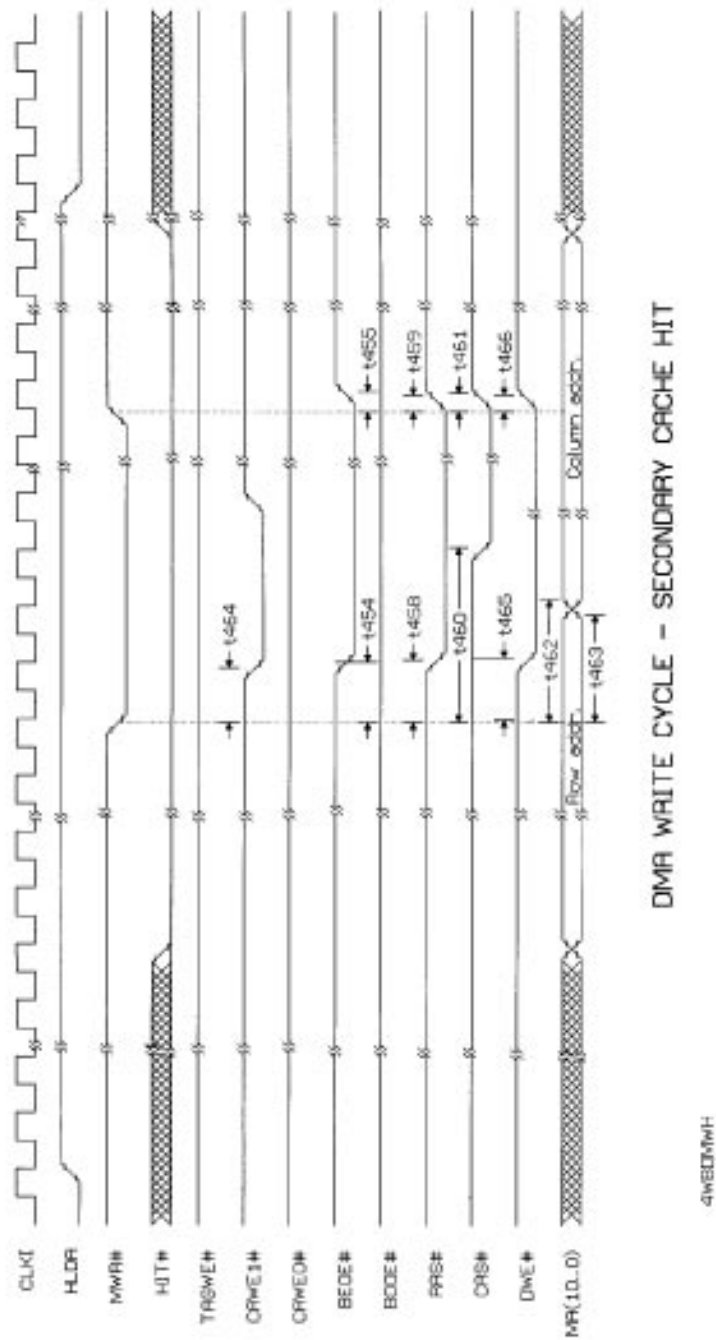 CLKI
HLDA
MWR#
HIT#
TAGWE#
CAWE1#
CAWE0#
BEOE#
BOOE#
RAS#
CAS#
DWE#
MA(10..0)
t464
t454
t455
t458
t459
t460
t461
t465
t466
t462
t463
Row addr.
Column addr.
DMA WRITE CYCLE - SECONDARY CACHE HIT